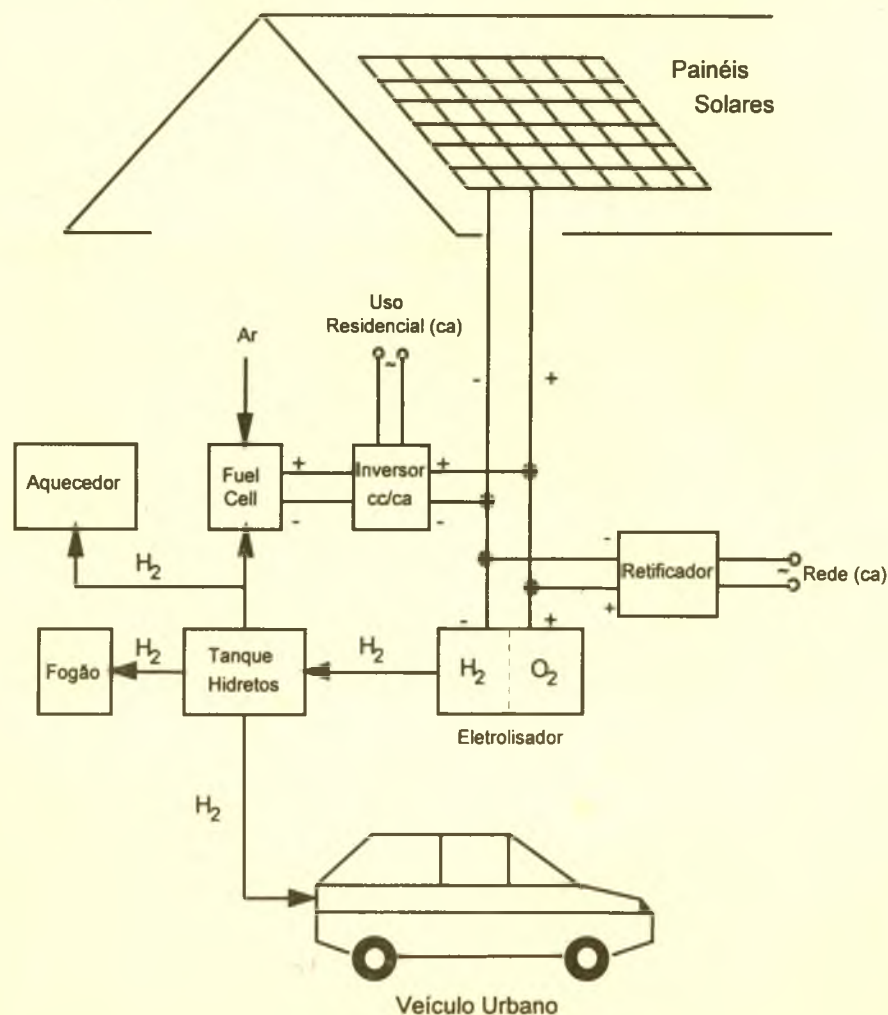 Painéis
Solares
Uso
Residencial (ca)
~
Ar
- +
Aquecedor
Fuel
Cell
+
-
Inversor
cc/ca
+
-
H2
-
+
Retificador
~
Rede (ca)
Fogão
H2
Tanque
Hidretos
H2
- +
H2 O2
Eletrolisador
H2
Veículo Urbano